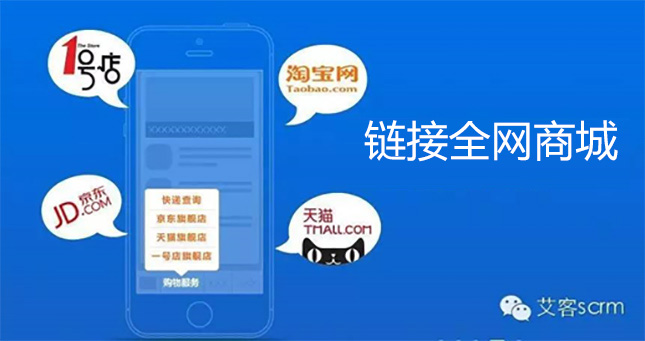 The Store
1号店
淘宝网
Taobao.com
链接全网商城
XXXXXXXXXXXX
京东
JD.COM
快递查询
京东旗舰店
天猫旗舰店
一号店旗舰店
购物服务
天猫
TMALL.COM
艾客scrm